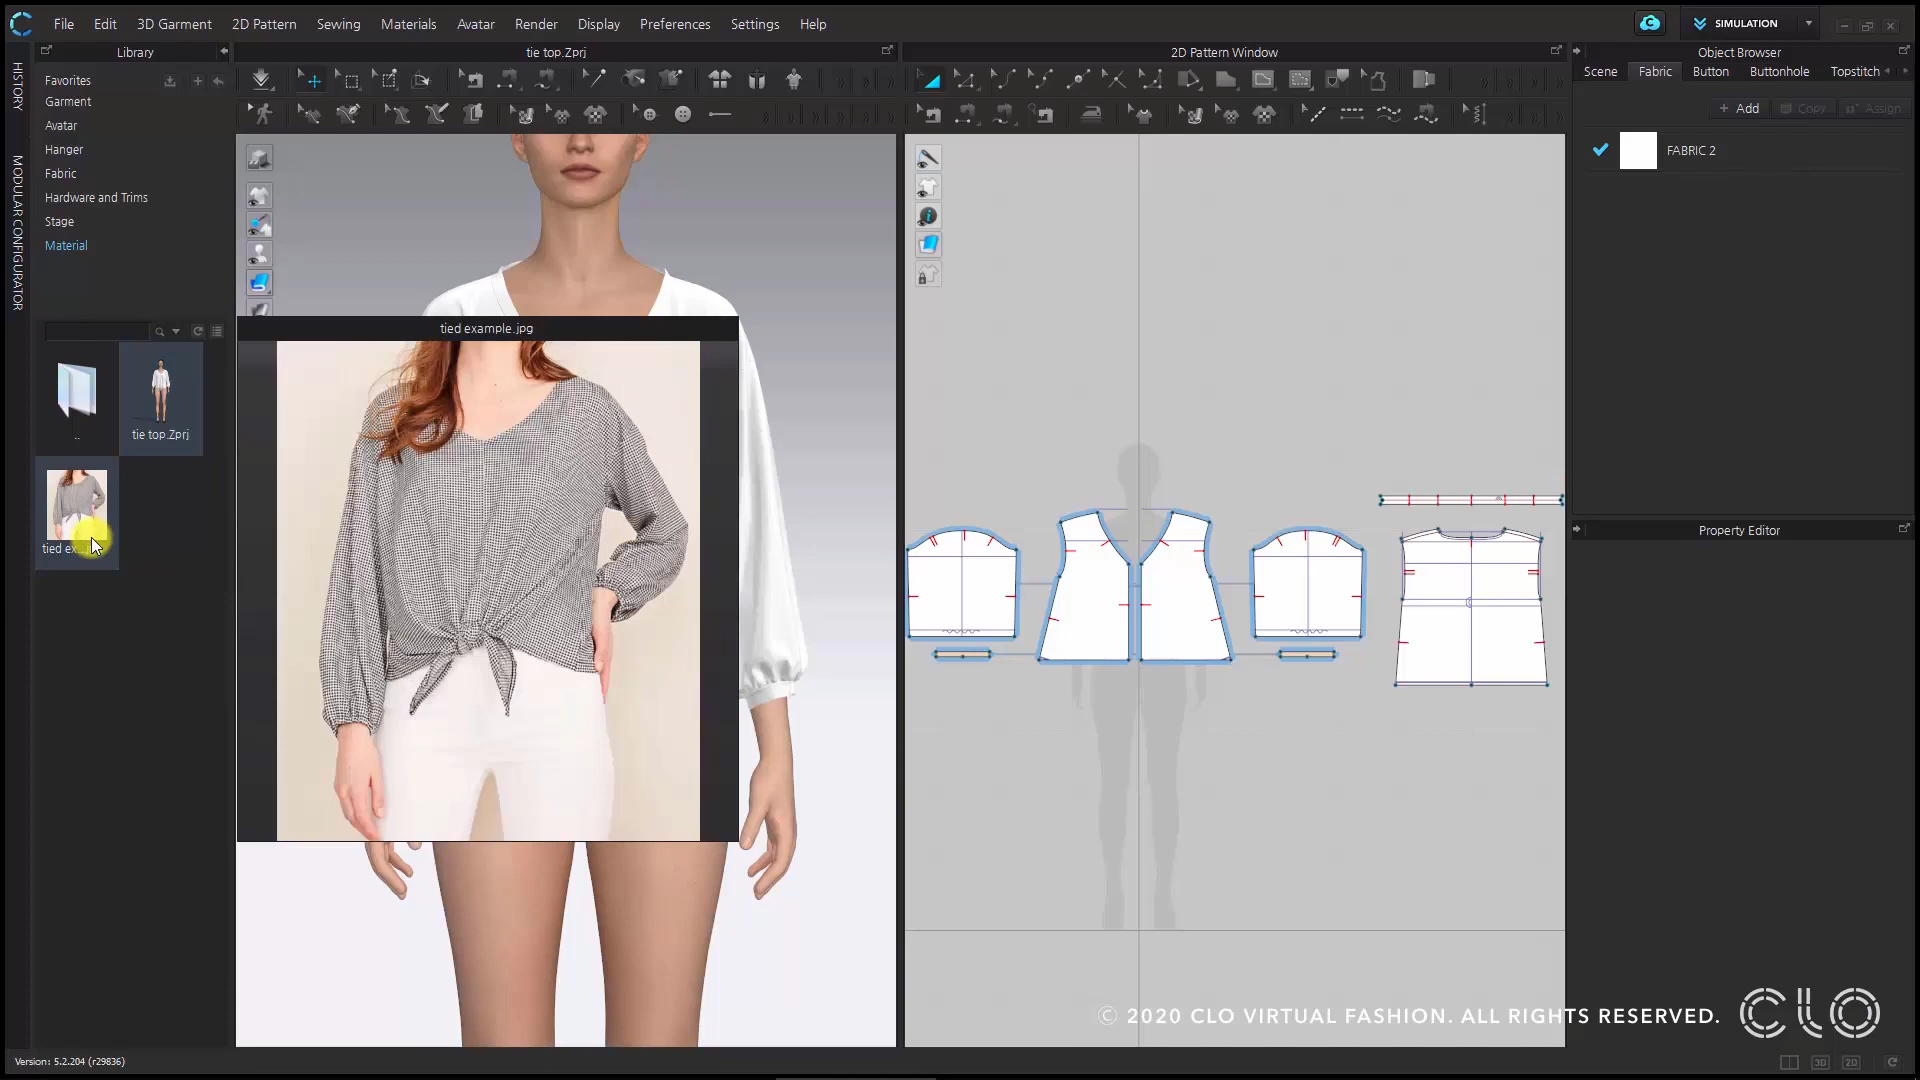 File Edit 3D Garment 2D Pattern Sewing Materials Avatar Render Display Preferences Settings Help
SIMULATION
Library
tie top.Zprj
2D Pattern Window
Object Browser
HISTORY
MODULAR CONFIGURATOR
Favorites
Garment
Avatar
Hanger
Fabric
Hardware and Trims
Stage
Material
Scene Fabric Button Buttonhole Topstitch
+ Add Copy Assign
FABRIC 2
tied example.jpg
..
tie top.Zprj
tied ex
Property Editor
© 2020 CLO VIRTUAL FASHION. ALL RIGHTS RESERVED.
CLO
Version: 5.2.204 (r29836)
3D 2D